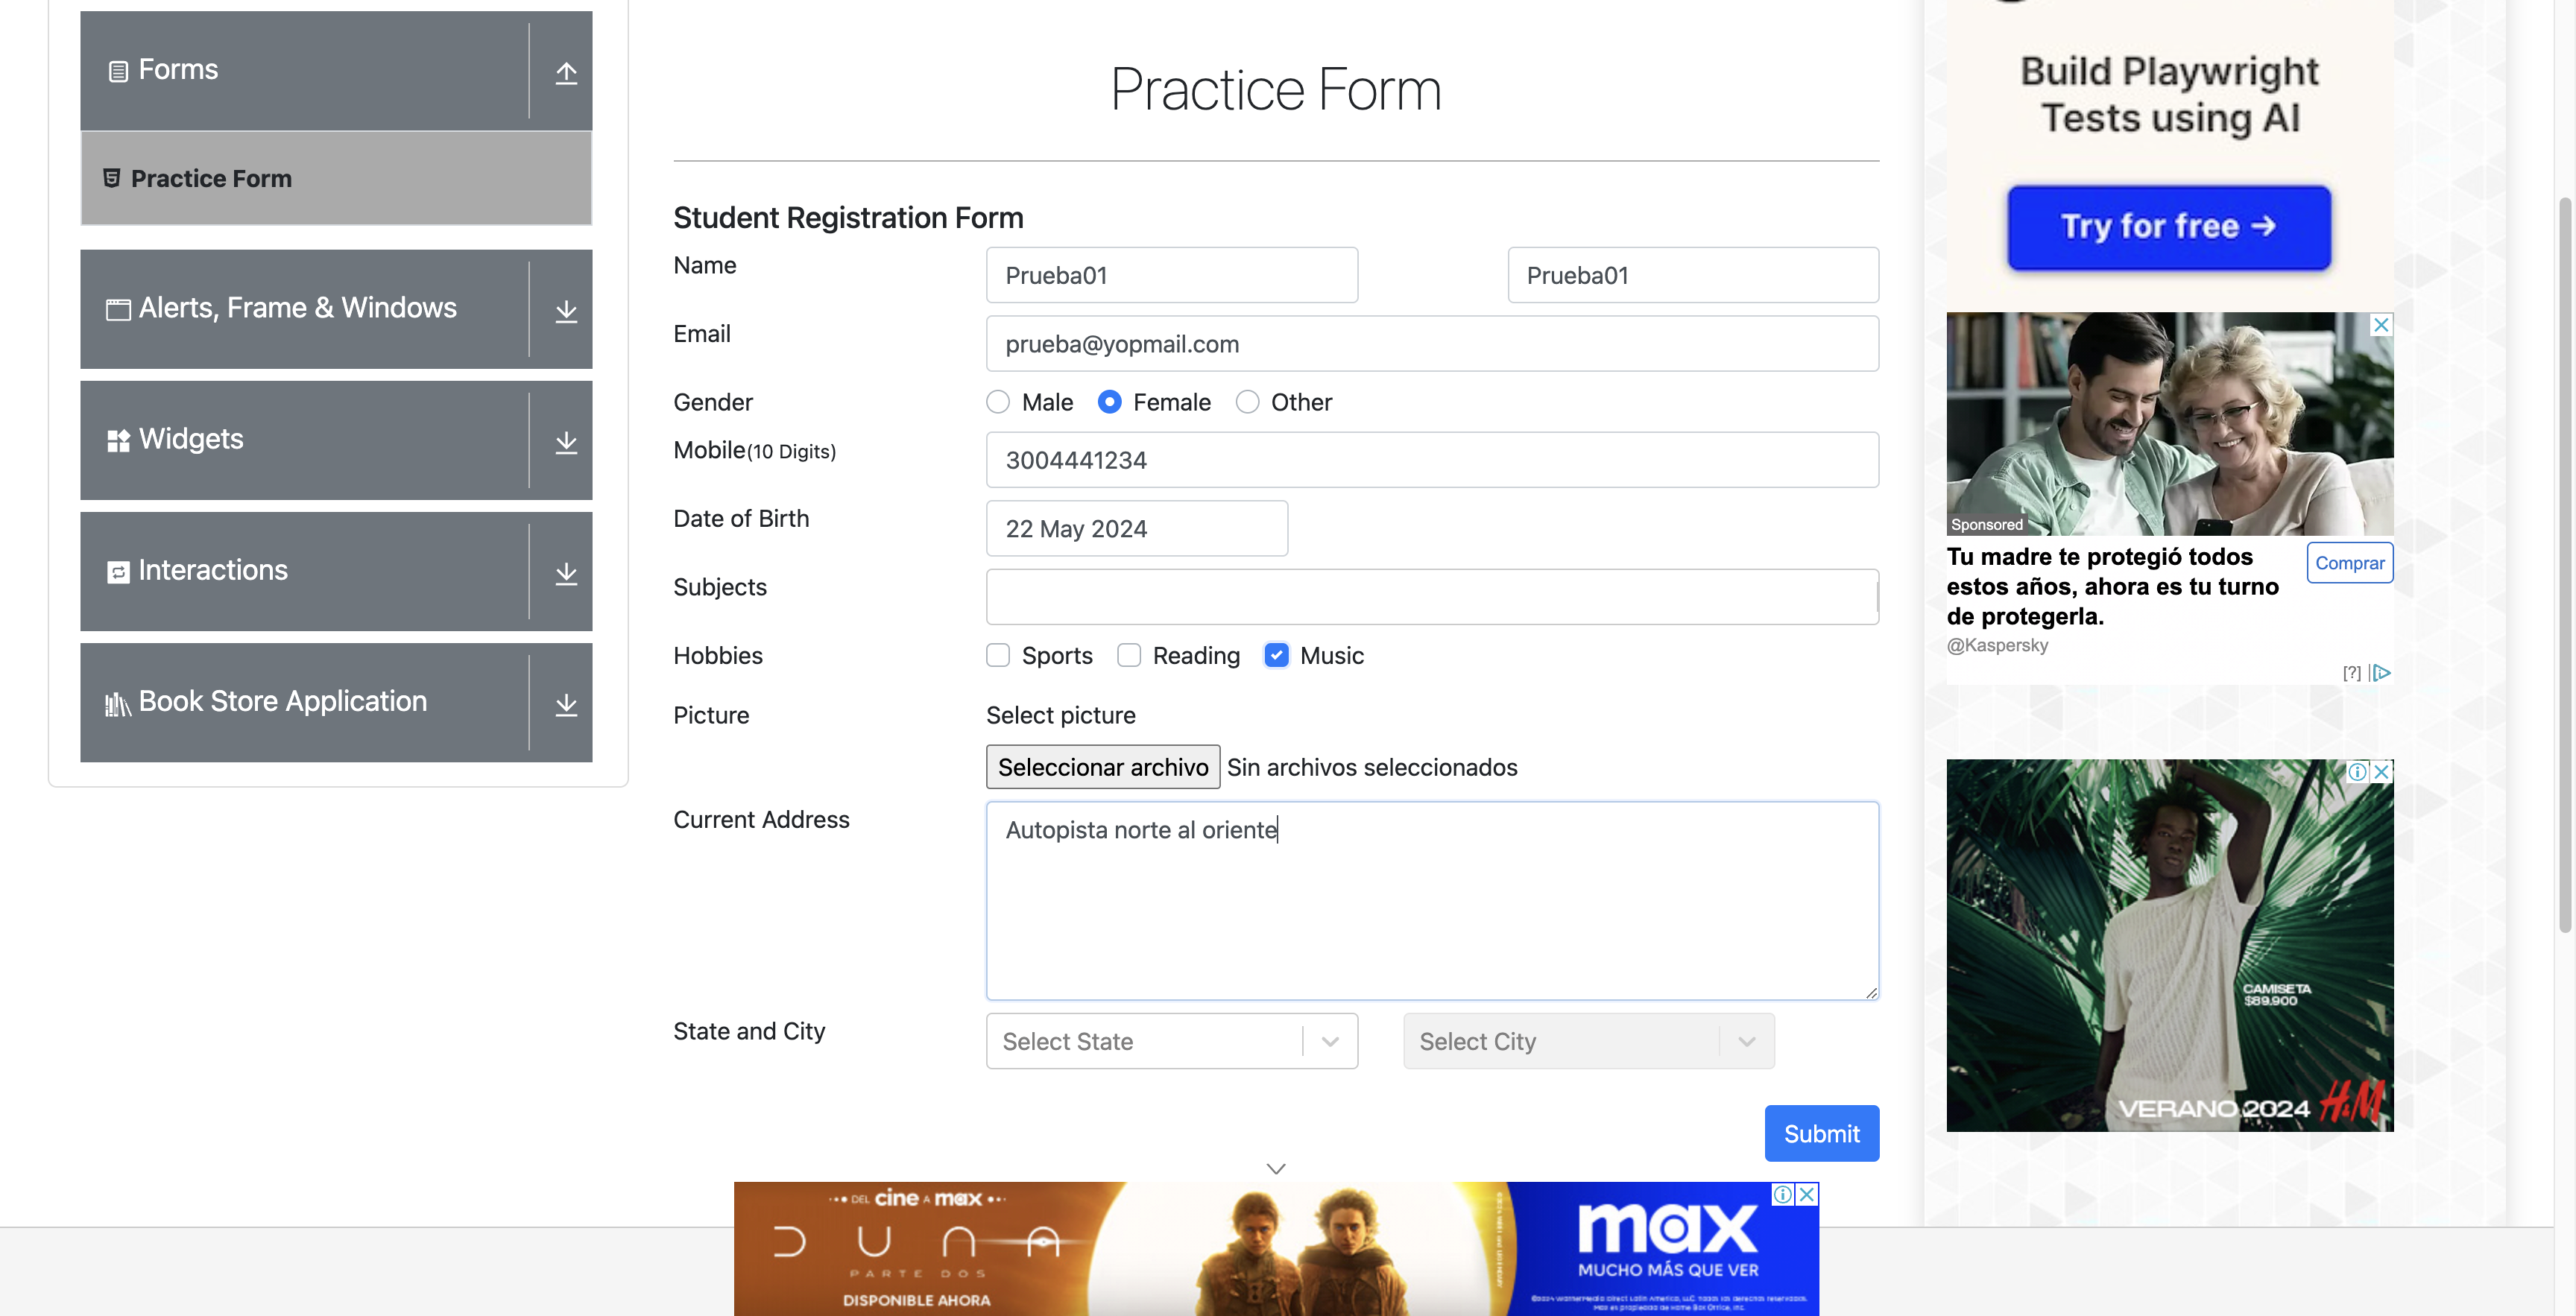 Forms
Practice Form
Alerts, Frame & Windows
Widgets
Interactions
Book Store Application
Practice Form
Student Registration Form
Name
Prueba01
Prueba01
Email
prueba@yopmail.com
Gender
Male
Female
Other
Mobile(10 Digits)
3004441234
Date of Birth
22 May 2024
Subjects
Hobbies
Sports
Reading
Music
Picture
Select picture
Seleccionar archivo Sin archivos seleccionados
Current Address
Autopista norte al oriente
State and City
Select State
Select City
Submit
DEL cine A max
DUNA
PARTE DOS
DISPONIBLE AHORA
max
MUCHO MÁS QUE VER
Build Playwright
Tests using AI
Try for free →
Sponsored
Tu madre te protegió todos
estos años, ahora es tu turno
de protegerla.
Comprar
@Kaspersky
[?]
CAMISETA
$89.900
VERANO 2024 H&M